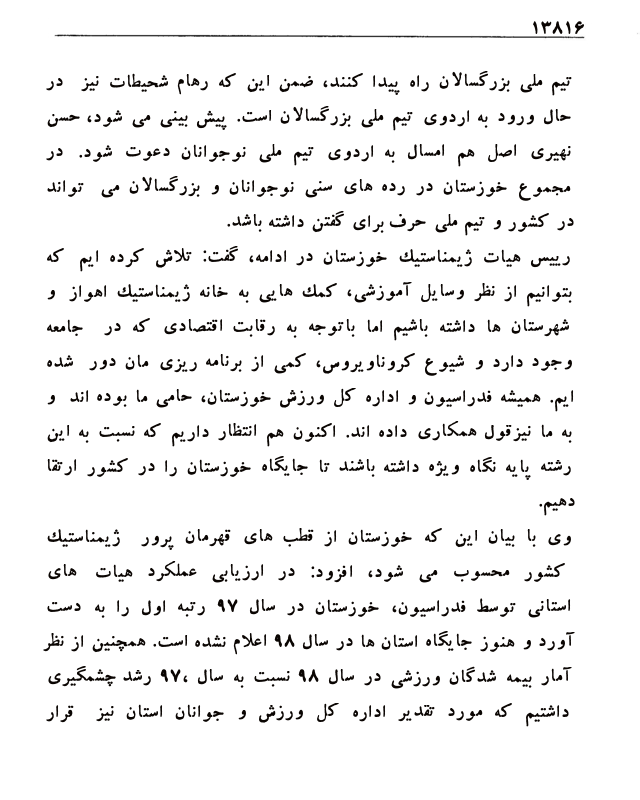 ۱۳۸۱۶
تیم ملی بزرگسالان راه پیدا کنند، ضمن این که رهام شحیطات نیز در
حال ورود به اردوی تیم ملی بزرگسالان است. پیش بینی می شود، حسن
نهیری اصل هم امسال به اردوی تیم ملی نوجوانان دعوت شود. در
مجموع خوزستان در رده های سنی نوجوانان و بزرگسالان می تواند
در کشور و تیم ملی حرف برای گفتن داشته باشد.
رییس هیات ژیمناستیك خوزستان در ادامه، گفت: تلاش کرده ایم که
بتوانیم از نظر وسایل آموزشی، کمك هایی به خانه ژیمناستیك اهواز و
شهرستان ها داشته باشیم اما باتوجه به رقابت اقتصادی که در جامعه
وجود دارد و شیوع کروناویروس، کمی از برنامه ریزی مان دور شده
ایم. همیشه فدراسیون و اداره کل ورزش خوزستان، حامی ما بوده اند و
به ما نیزقول همکاری داده اند. اکنون هم انتظار داریم که نسبت به این
رشته پایه نگاه ویژه داشته باشند تا جایگاه خوزستان را در کشور ارتقا
دهیم.
وی با بیان این که خوزستان از قطب های قهرمان پرور ژیمناستیك
کشور محسوب می شود، افزود: در ارزیابی عملکرد هیات های
استانی توسط فدراسیون، خوزستان در سال ۹۷ رتبه اول را به دست
آورد و هنوز جایگاه استان ها در سال ۹۸ اعلام نشده است. همچنین از نظر
آمار بیمه شدگان ورزشی در سال ۹۸ نسبت به سال ۹۷، رشد چشمگیری
داشتیم که مورد تقدیر اداره کل ورزش و جوانان استان نیز قرار